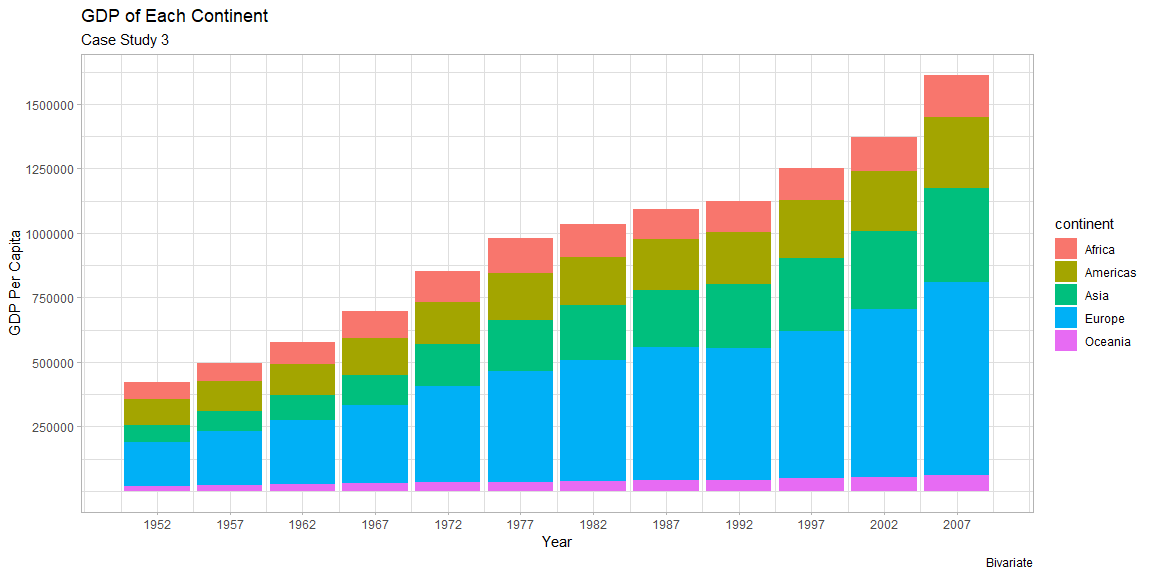 GDP of Each Continent
Case Study 3
GDP Per Capita
1500000
1250000
1000000
750000
500000
250000
1952 1957 1962 1967 1972 1977 1982 1987 1992 1997 2002 2007
Year
continent
Africa
Americas
Asia
Europe
Oceania
Bivariate